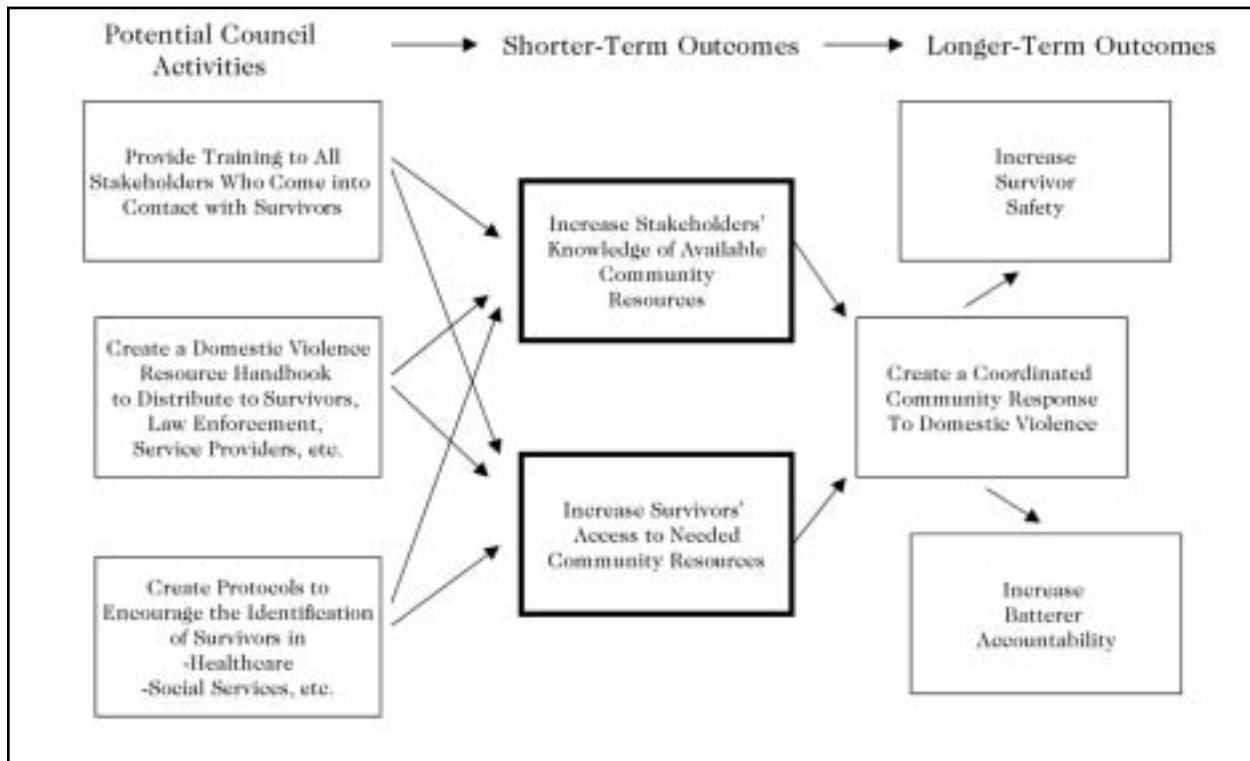 Potential Council
Activities
Shorter-Term Outcomes
Longer-Term Outcomes
Provide Training to All
Stakeholders Who Come into
Contact with Survivors
Create a Domestic Violence
Resource Handbook
to Distribute to Survivors,
Law Enforcement,
Service Providers, etc.
Create Protocols to
Encourage the Identification
of Survivors in
-Healthcare
-Social Services, etc.
Increase Stakeholders'
Knowledge of Available
Community
Resources
Increase Survivors'
Access to Needed
Community Resources
Increase
Survivor
Safety
Create a Coordinated
Community Response
To Domestic Violence
Increase
Batterer
Accountability